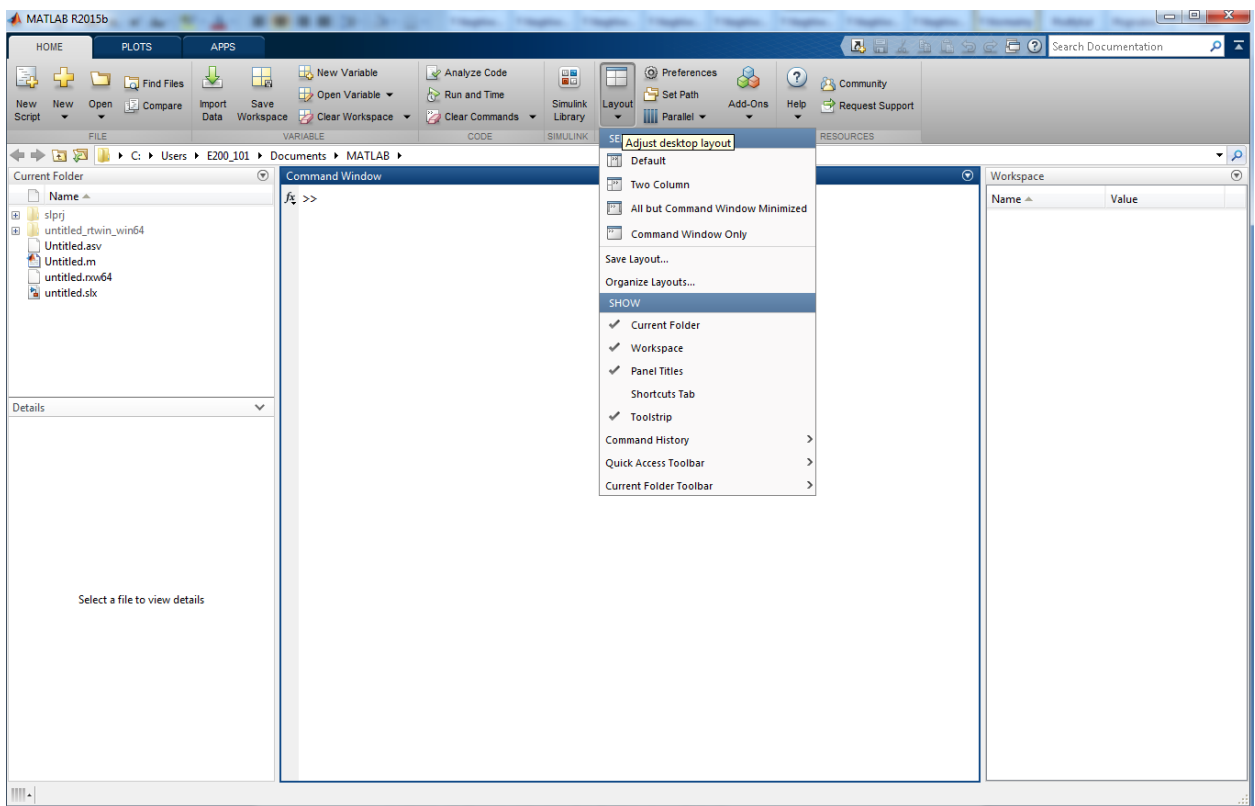 MATLAB R2015b
HOME PLOTS APPS
Search Documentation
New Script
New
Open
Find Files
Compare
Import Data
Save Workspace
New Variable
Open Variable
Clear Workspace
Analyze Code
Run and Time
Clear Commands
Simulink Library
Layout
Preferences
Set Path
Parallel
Add-Ons
Help
Community
Request Support
FILE VARIABLE CODE SIMULINK RESOURCES
SE
Adjust desktop layout
C: Users E200_101 Documents MATLAB
Current Folder
Name
slprj
untitled_rtwin_win64
Untitled.asv
Untitled.m
untitled.rxw64
untitled.slx
Details
Select a file to view details
Command Window
fx >>
Default
Two Column
All but Command Window Minimized
Command Window Only
Save Layout...
Organize Layouts...
SHOW
Current Folder
Workspace
Panel Titles
Shortcuts Tab
Toolstrip
Command History
Quick Access Toolbar
Current Folder Toolbar
Workspace
Name Value